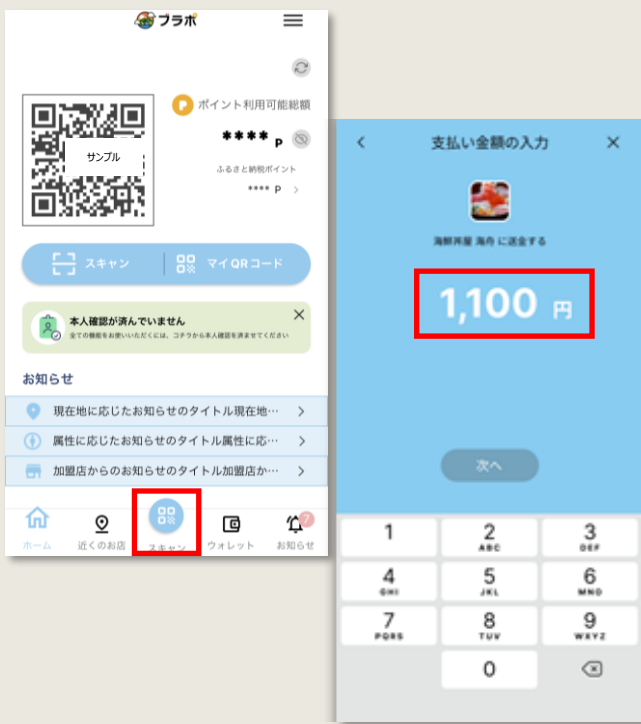 ブラポ
P ポイント利用可能総額
サンプル
**** P
ふるさと納税ポイント
**** P >
スキャン
マイQRコード
本人確認が済んでいません
全ての機能をお使いいただくには、コチラから本人確認を済ませてください
お知らせ
現在地に応じたお知らせのタイトル現在地…
属性に応じたお知らせのタイトル属性に応…
加盟店からのお知らせのタイトル加盟店か…
7
ホーム
近くのお店
スキャン
ウォレット
お知らせ
支払い金額の入力
海鮮丼屋 海舟 に送金する
1,100 円
次へ
1
2 ABC
3 DEF
4 GHI
5 JKL
6 MNO
7 PQRS
8 TUV
9 WXYZ
0